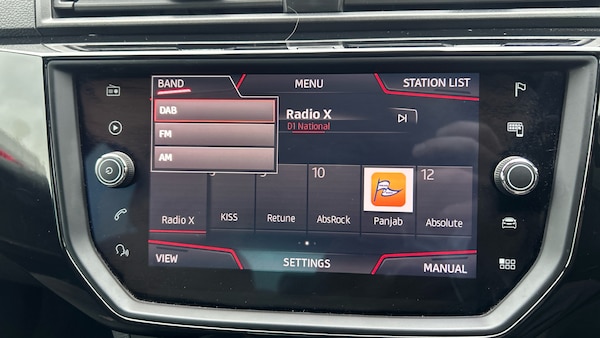 BAND
MENU
STATION LIST
DAB
FM
AM
Radio X
D1 National
10
12
Radio X
KISS
Retune
AbsRock
Panjab
Absolute
VIEW
SETTINGS
MANUAL